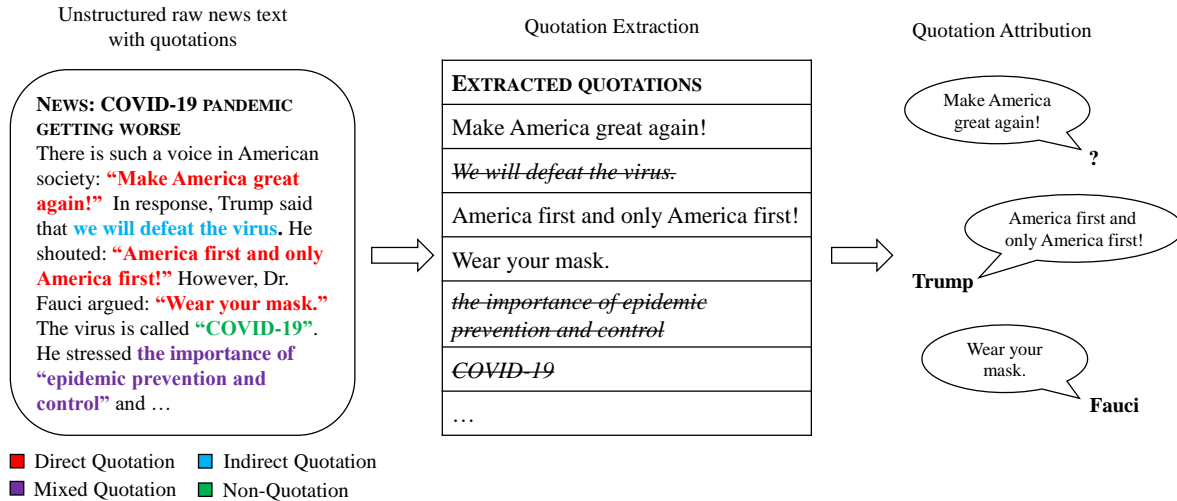 Unstructured raw news text
with quotations
NEWS: COVID-19 PANDEMIC
GETTING WORSE
There is such a voice in American
society: “Make America great
again!” In response, Trump said
that we will defeat the virus. He
shouted: “America first and only
America first!” However, Dr.
Fauci argued: “Wear your mask.”
The virus is called “COVID-19”.
He stressed the importance of
“epidemic prevention and
control” and …
Direct Quotation
Indirect Quotation
Mixed Quotation
Non-Quotation
Quotation Extraction
EXTRACTED QUOTATIONS
Make America great again!
We will defeat the virus.
America first and only America first!
Wear your mask.
the importance of epidemic
prevention and control
COVID-19
…
Quotation Attribution
Make America
great again!
?
America first and
only America first!
Trump
Wear your
mask.
Fauci